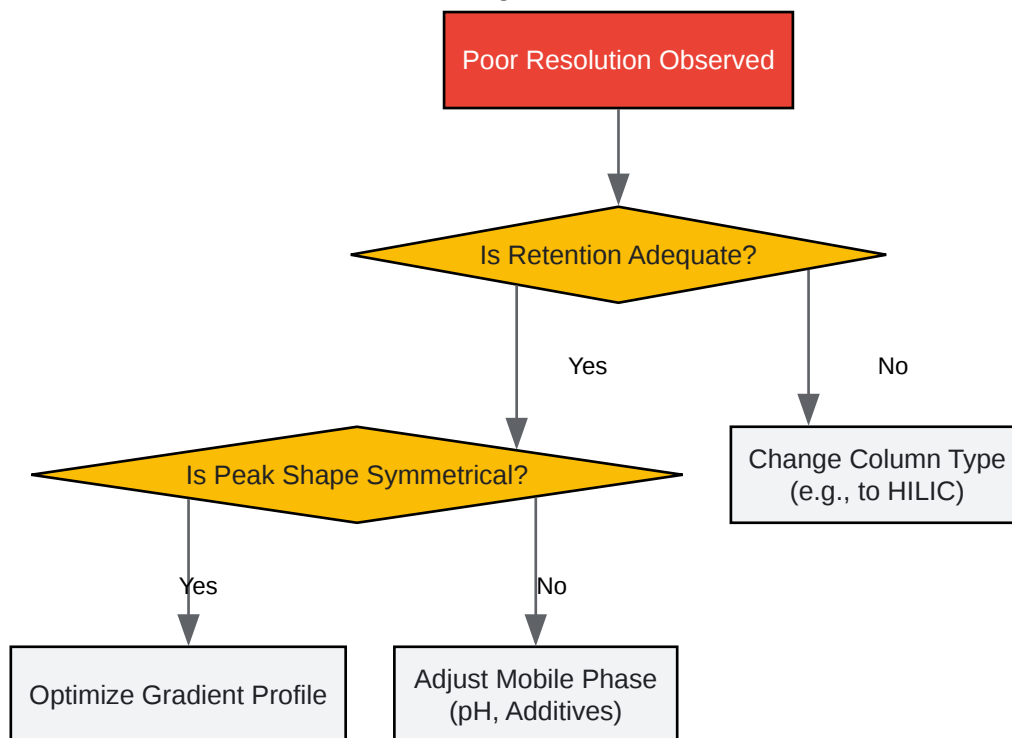 Poor Resolution Observed
Is Retention Adequate?
Yes
No
Is Peak Shape Symmetrical?
Change Column Type
(e.g., to HILIC)
Yes
No
Optimize Gradient Profile
Adjust Mobile Phase
(pH, Additives)